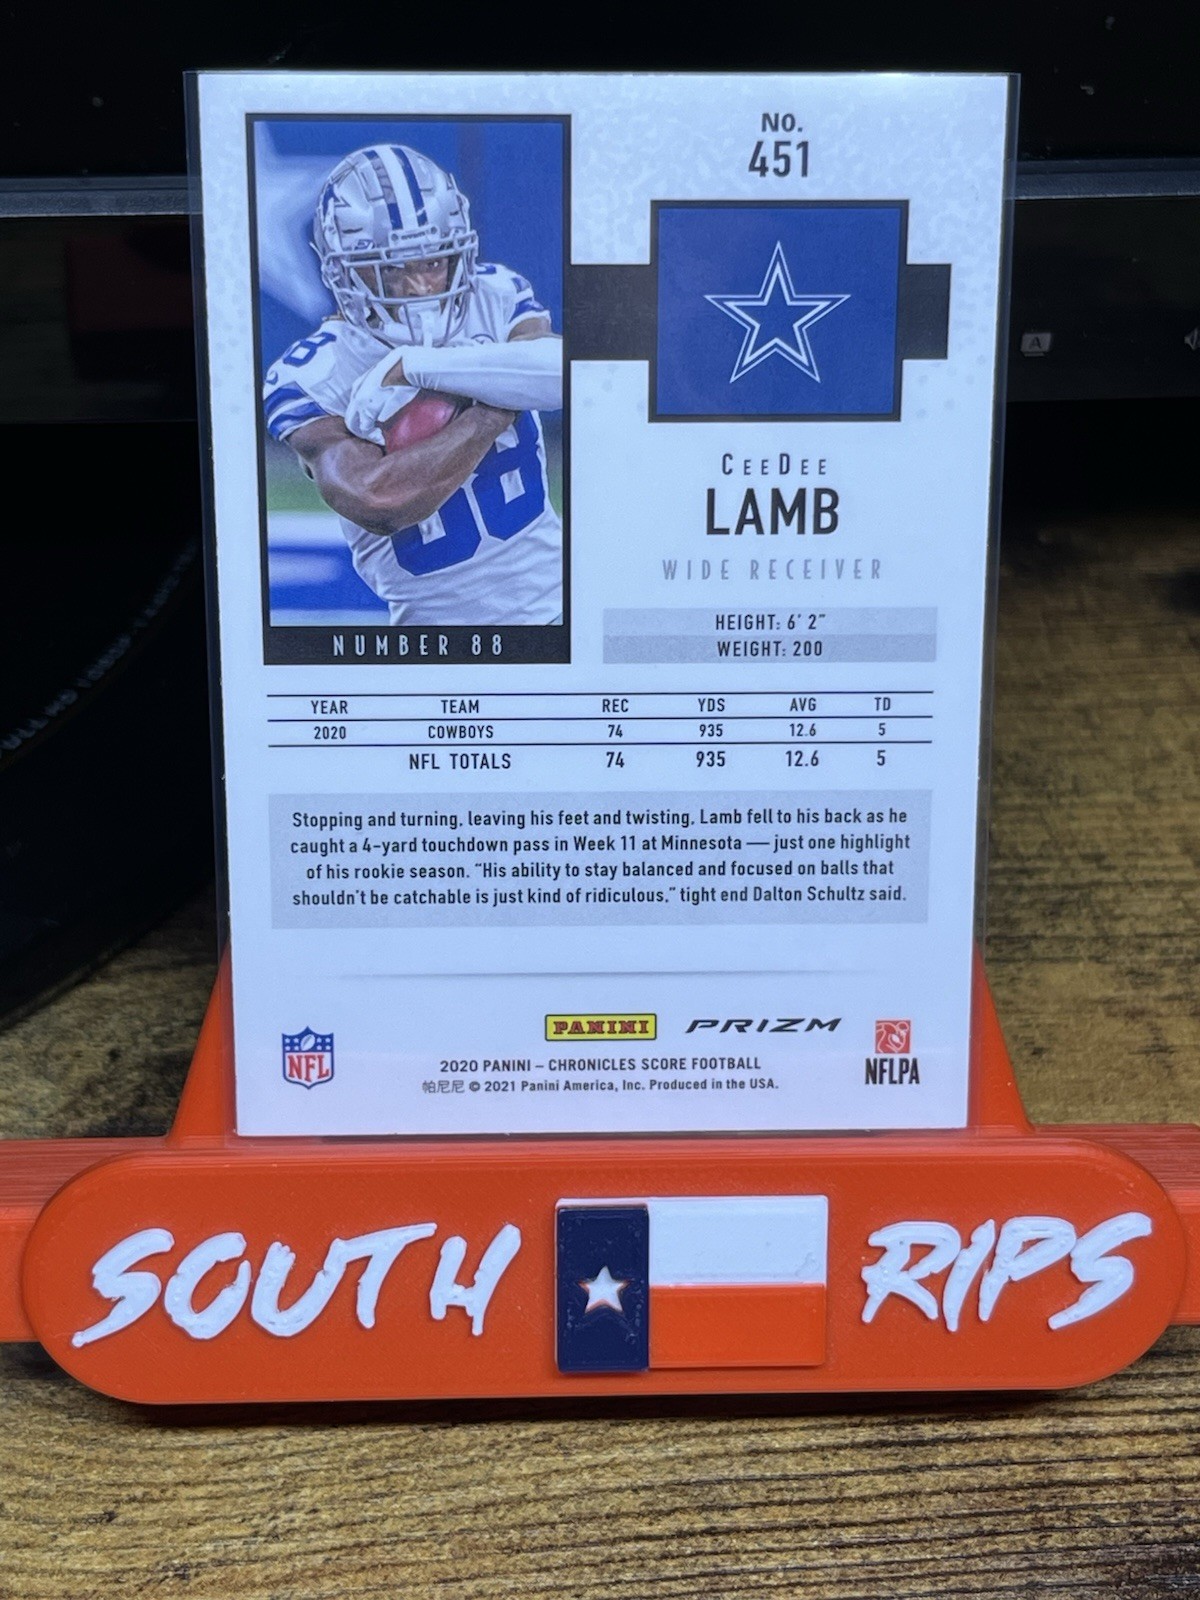 No.
451
CeeDee
LAMB
WIDE RECEIVER
HEIGHT: 6' 2"
WEIGHT: 200
88
88
NUMBER 88
YEAR TEAM REC YDS AVG TD
2020 COWBOYS 74 935 12.6 5
NFL TOTALS 74 935 12.6 5
Stopping and turning, leaving his feet and twisting, Lamb fell to his back as he
caught a 4-yard touchdown pass in Week 11 at Minnesota — just one highlight
of his rookie season. "His ability to stay balanced and focused on balls that
shouldn't be catchable is just kind of ridiculous," tight end Dalton Schultz said.
NFL
PANINI PRIZM
NFLPA
2020 PANINI – CHRONICLES SCORE FOOTBALL
帕尼尼 © 2021 Panini America, Inc. Produced in the USA.
A
SOUTH RIPS